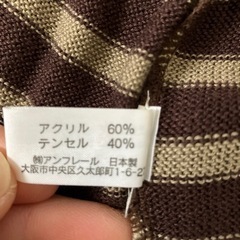 アクリル 60%
テンセル 40%
㈱アンフレール 日本製
大阪市中央区久太郎町1-6-2